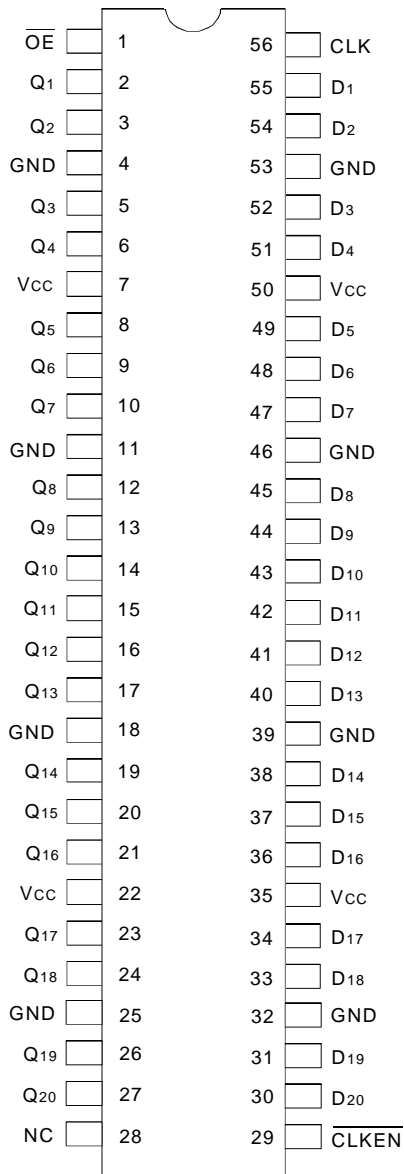 O̅E̅ 1 56 CLK
Q1 2 55 D1
Q2 3 54 D2
GND 4 53 GND
Q3 5 52 D3
Q4 6 51 D4
VCC 7 50 VCC
Q5 8 49 D5
Q6 9 48 D6
Q7 10 47 D7
GND 11 46 GND
Q8 12 45 D8
Q9 13 44 D9
Q10 14 43 D10
Q11 15 42 D11
Q12 16 41 D12
Q13 17 40 D13
GND 18 39 GND
Q14 19 38 D14
Q15 20 37 D15
Q16 21 36 D16
VCC 22 35 VCC
Q17 23 34 D17
Q18 24 33 D18
GND 25 32 GND
Q19 26 31 D19
Q20 27 30 D20
NC 28 29 C̅L̅K̅E̅N̅